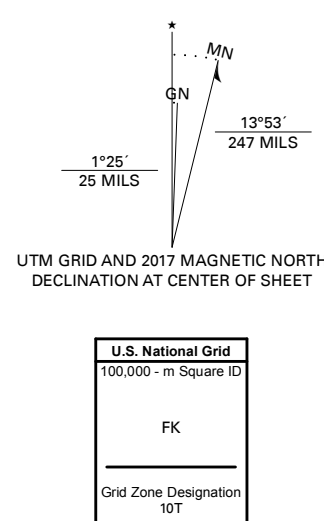 ★
MN
GN
13°53´
247 MILS
1°25´
25 MILS
UTM GRID AND 2017 MAGNETIC NORTH
DECLINATION AT CENTER OF SHEET
U.S. National Grid
100,000 - m Square ID
FK
Grid Zone Designation
10T